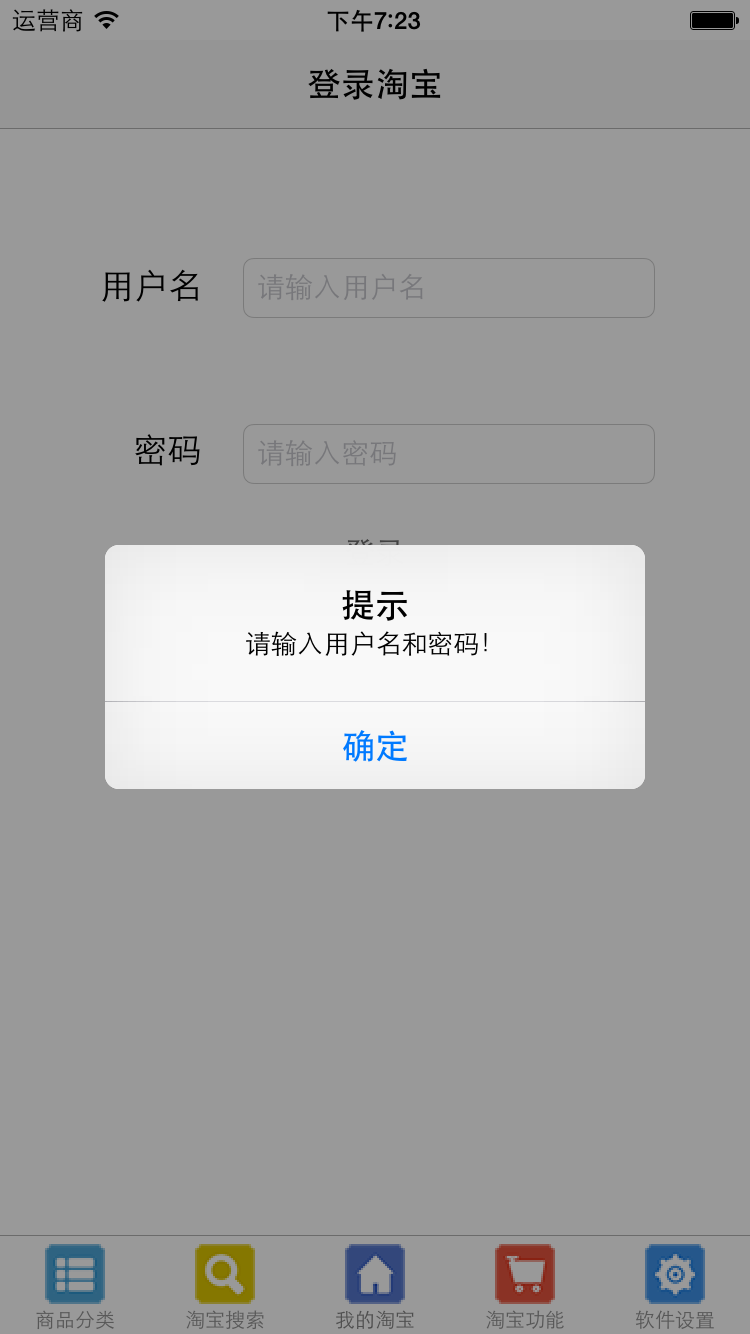 运营商 下午7:23
登录淘宝
用户名 请输入用户名
密码 请输入密码
提示
请输入用户名和密码！
确定
商品分类 淘宝搜索 我的淘宝 淘宝功能 软件设置